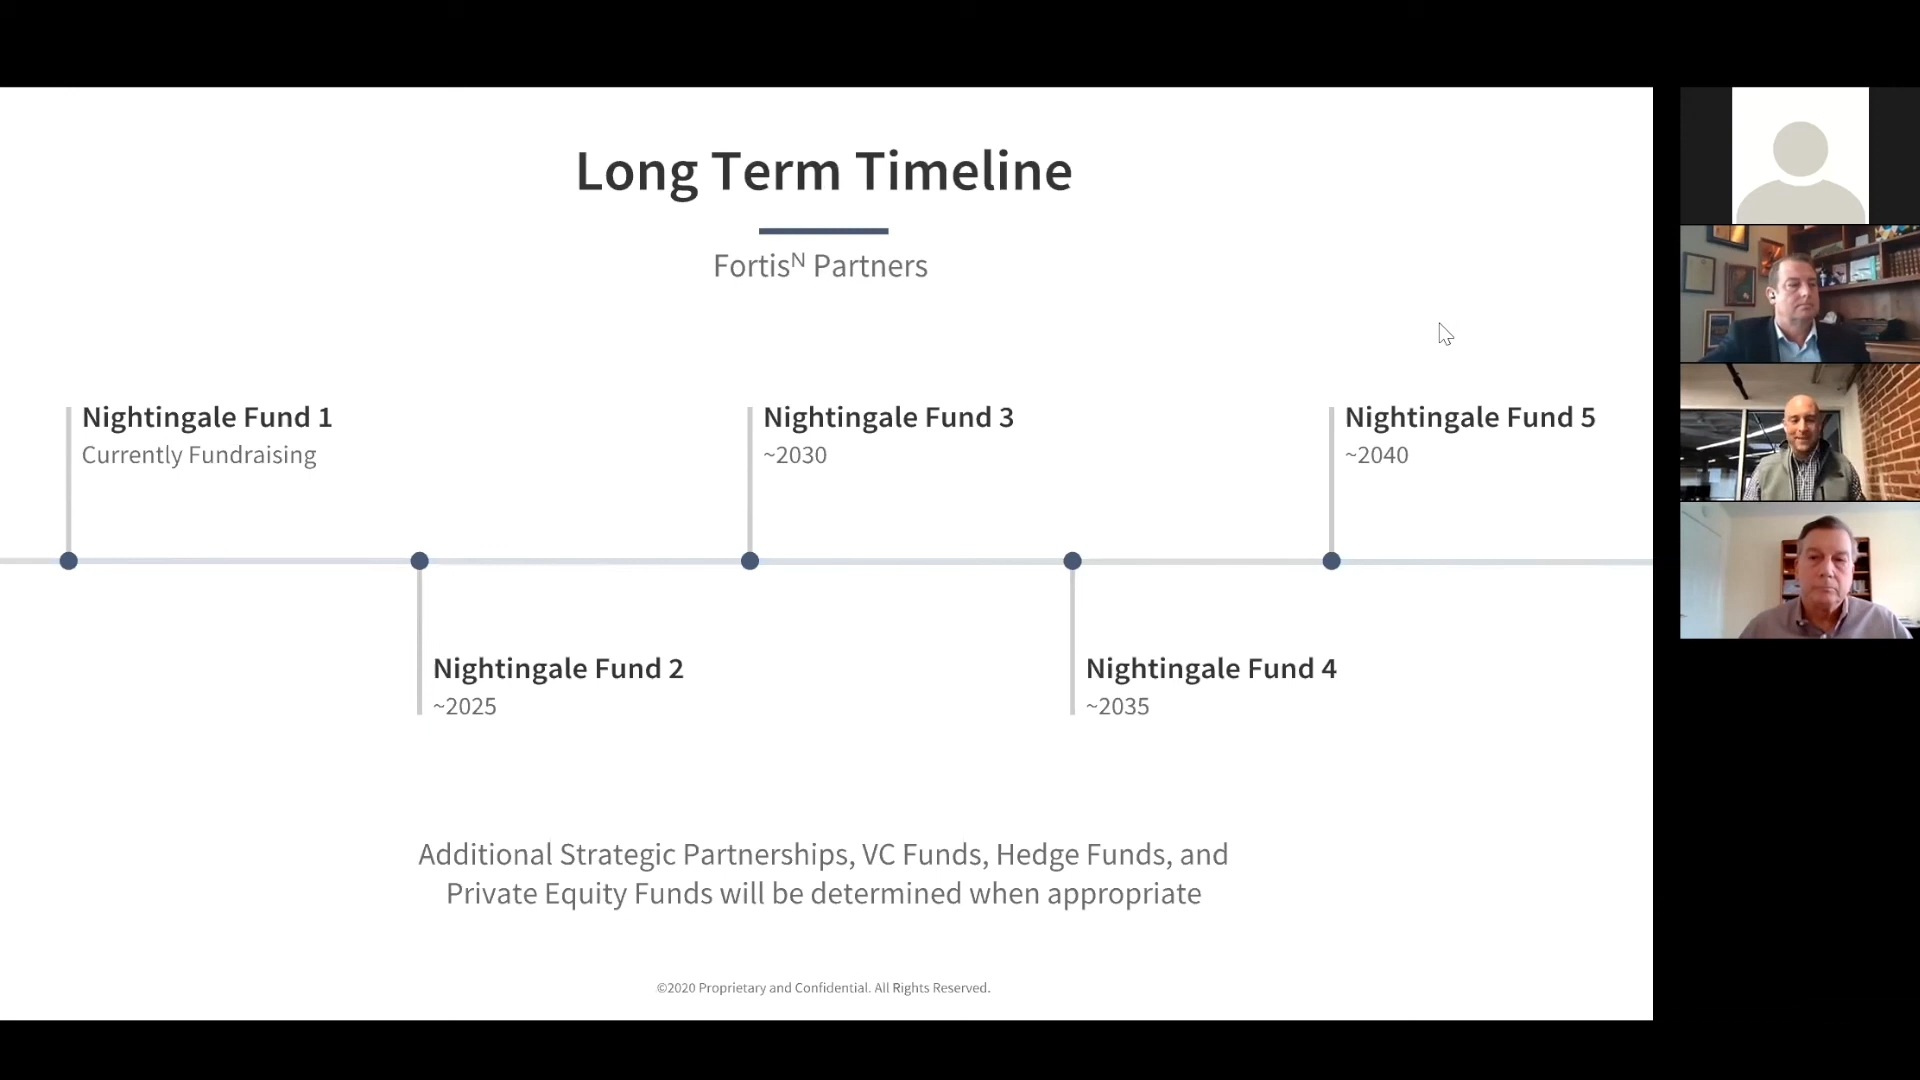 Long Term Timeline
Fortisᴺ Partners
Nightingale Fund 1
Currently Fundraising
Nightingale Fund 3
~2030
Nightingale Fund 5
~2040
Nightingale Fund 2
~2025
Nightingale Fund 4
~2035
Additional Strategic Partnerships, VC Funds, Hedge Funds, and
Private Equity Funds will be determined when appropriate
©2020 Proprietary and Confidential. All Rights Reserved.